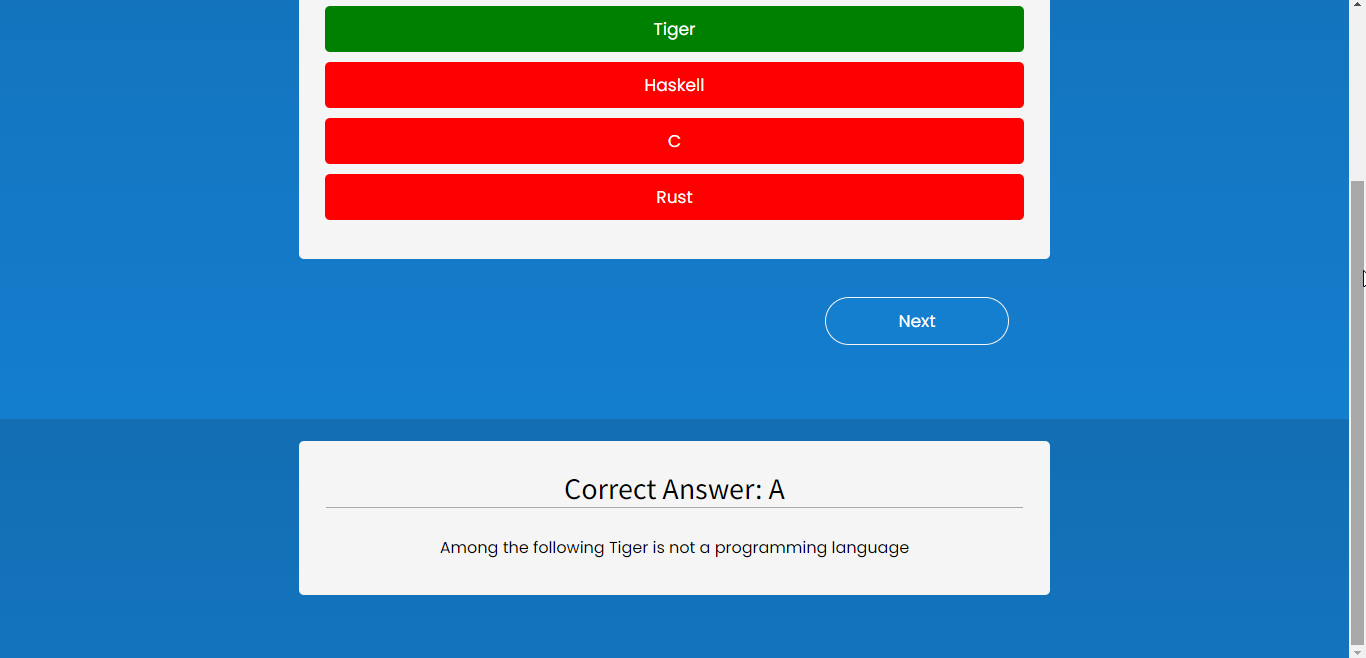 Tiger
Haskell
C
Rust
Next
Correct Answer: A
Among the following Tiger is not a programming language